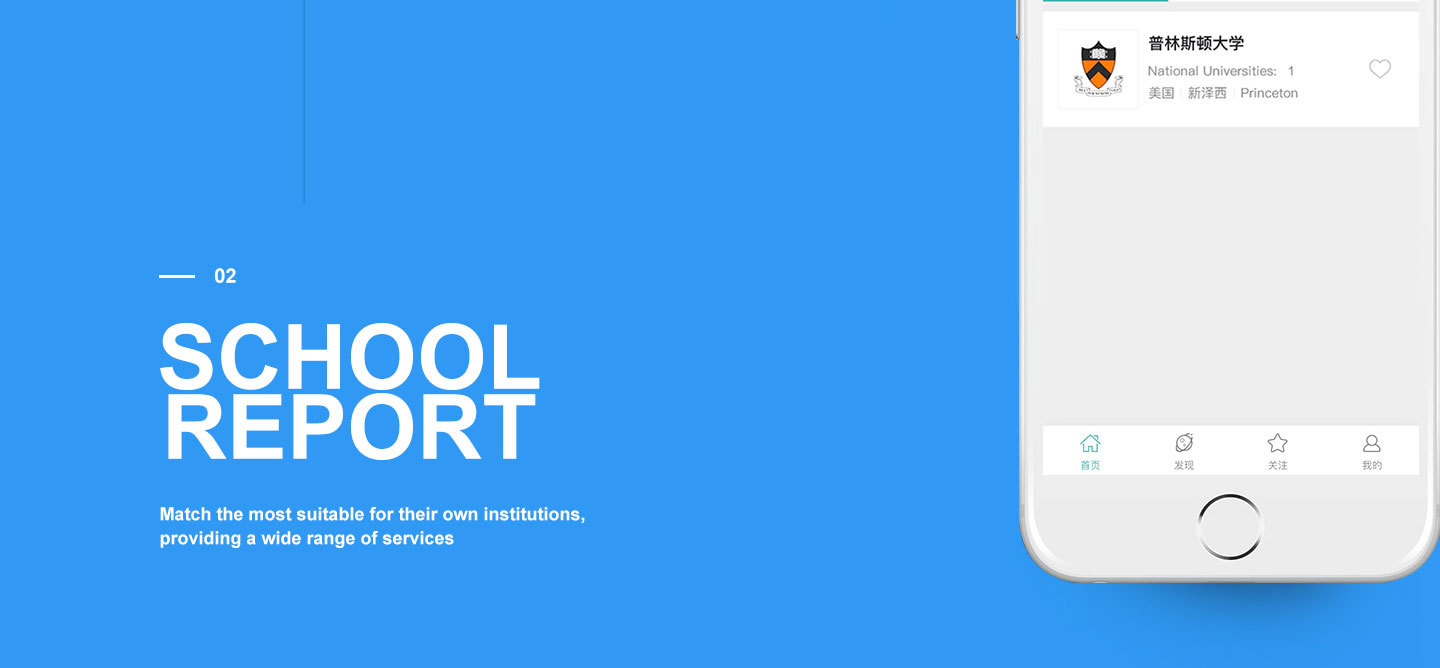 02
SCHOOL
REPORT
Match the most suitable for their own institutions,
providing a wide range of services
普林斯顿大学
National Universities: 1
美国 | 新泽西 | Princeton
首页
发现
关注
我的